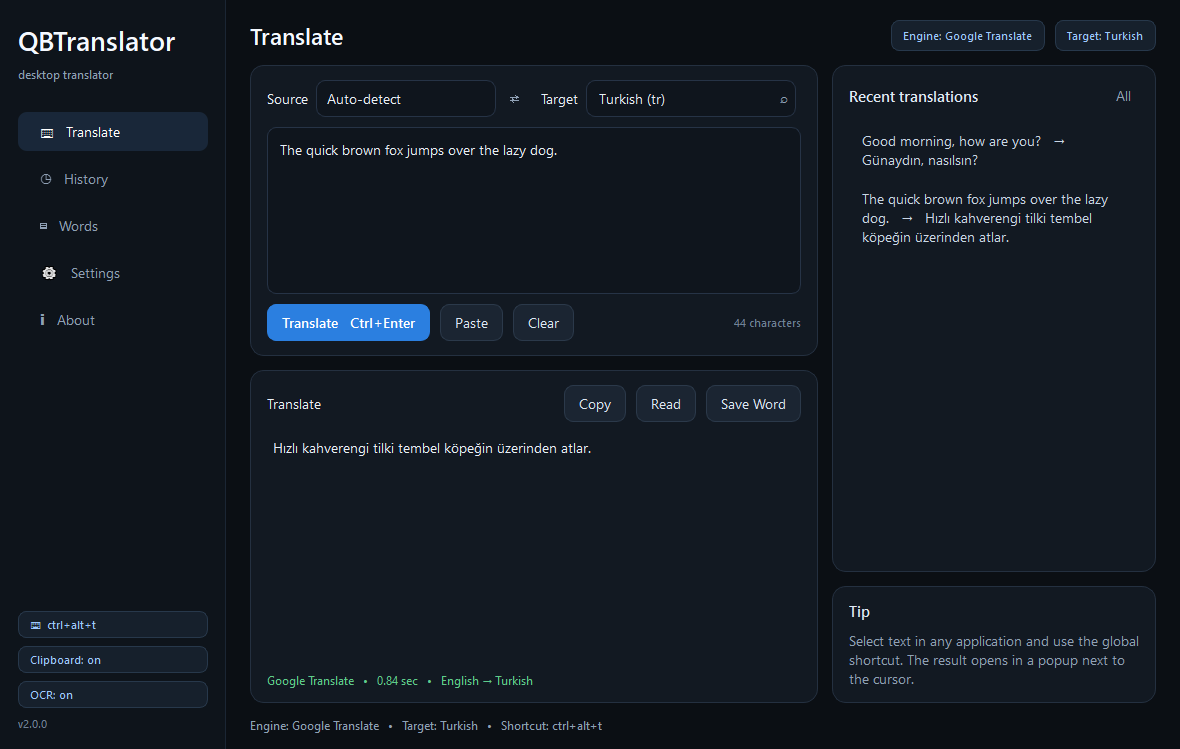 QBTranslator
desktop translator
Translate
History
Words
Settings
About
ctrl+alt+t
Clipboard: on
OCR: on
v2.0.0
Translate
Engine: Google Translate
Target: Turkish
Source
Auto-detect
⇄
Target
Turkish (tr)
The quick brown fox jumps over the lazy dog.
Translate Ctrl+Enter
Paste
Clear
44 characters
Translate
Copy
Read
Save Word
Hızlı kahverengi tilki tembel köpeğin üzerinden atlar.
Google Translate • 0.84 sec • English → Turkish
Engine: Google Translate • Target: Turkish • Shortcut: ctrl+alt+t
Recent translations
All
Good morning, how are you? →
Günaydın, nasılsın?
The quick brown fox jumps over the lazy
dog. → Hızlı kahverengi tilki tembel
köpeğin üzerinden atlar.
Tip
Select text in any application and use the global
shortcut. The result opens in a popup next to
the cursor.